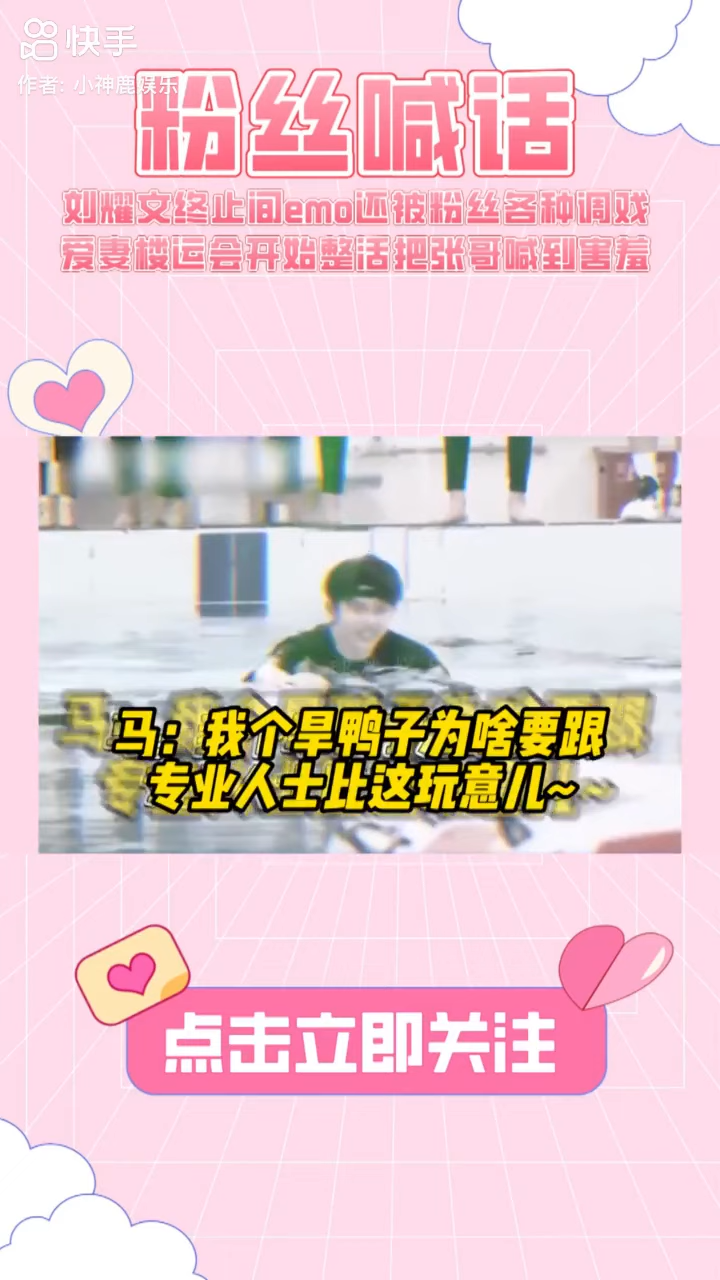 快手
作者: 小神鹿娱乐
粉丝喊话
刘耀文终止间emo还被粉丝各种调戏
爱妻楼运会开始整活把张哥喊到害羞
马：我个旱鸭子为啥要跟
专业人士比这玩意儿~
点击立即关注